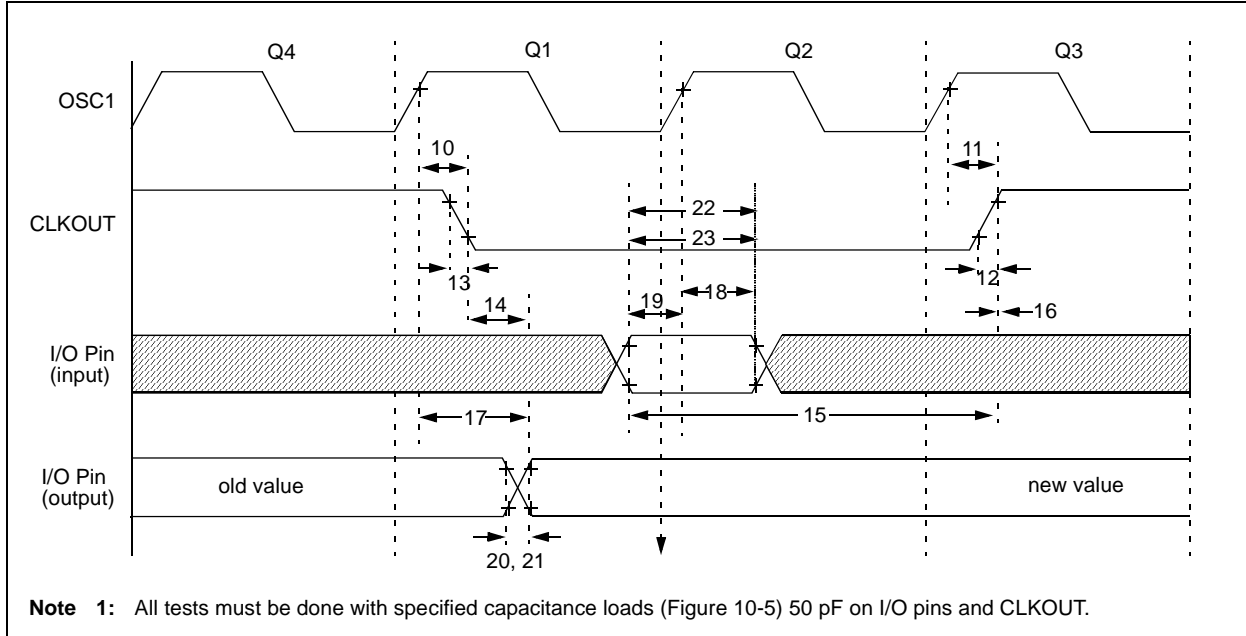 Q4 Q1 Q2 Q3
OSC1
10 11
22
CLKOUT
23
13 12
18
19
14 16
I/O Pin
(input)
17 15
I/O Pin
(output)
old value new value
20, 21
Note 1: All tests must be done with specified capacitance loads (Figure 10-5) 50 pF on I/O pins and CLKOUT.